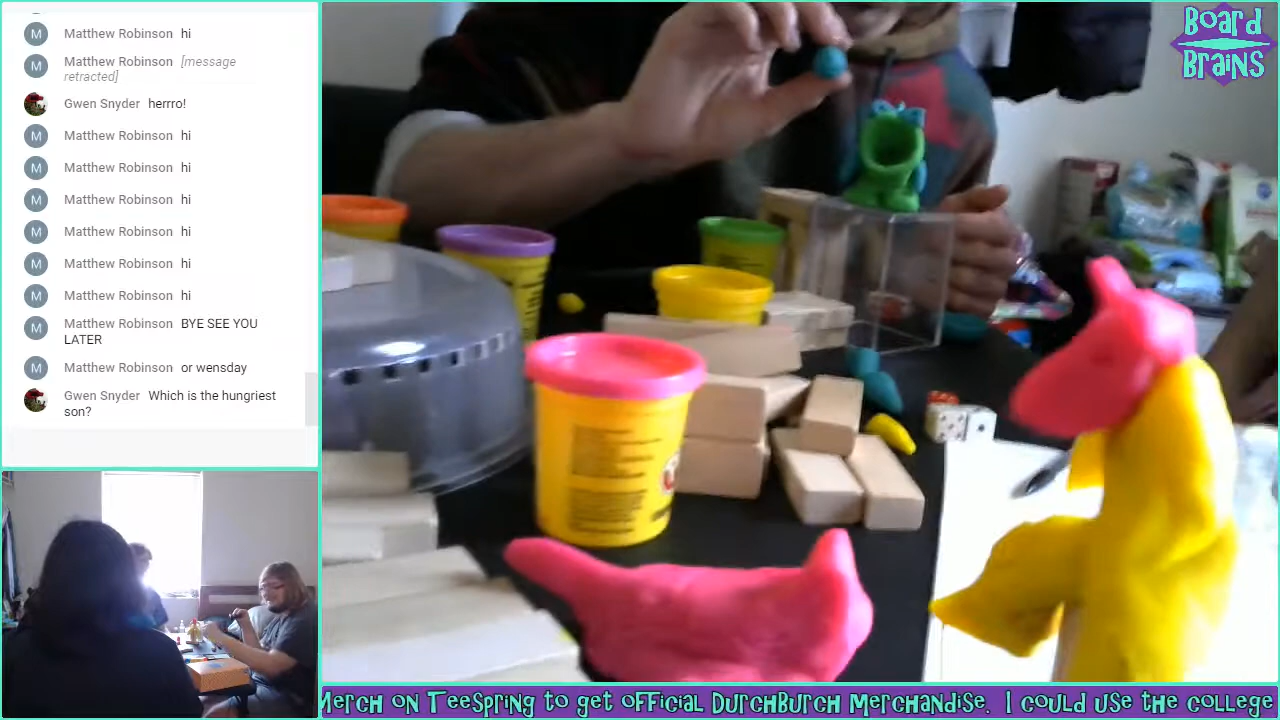 Matthew Robinson hi
Matthew Robinson [message
retracted]
Gwen Snyder herrro!
Matthew Robinson hi
Matthew Robinson hi
Matthew Robinson hi
Matthew Robinson hi
Matthew Robinson hi
Matthew Robinson hi
Matthew Robinson BYE SEE YOU
LATER
Matthew Robinson or wensday
Gwen Snyder Which is the hungriest
son?
M
M
M
M
M
M
M
M
M
M
Board
Brains
Merch on TeeSpring to get official DurchBurch Merchandise. I could use the college